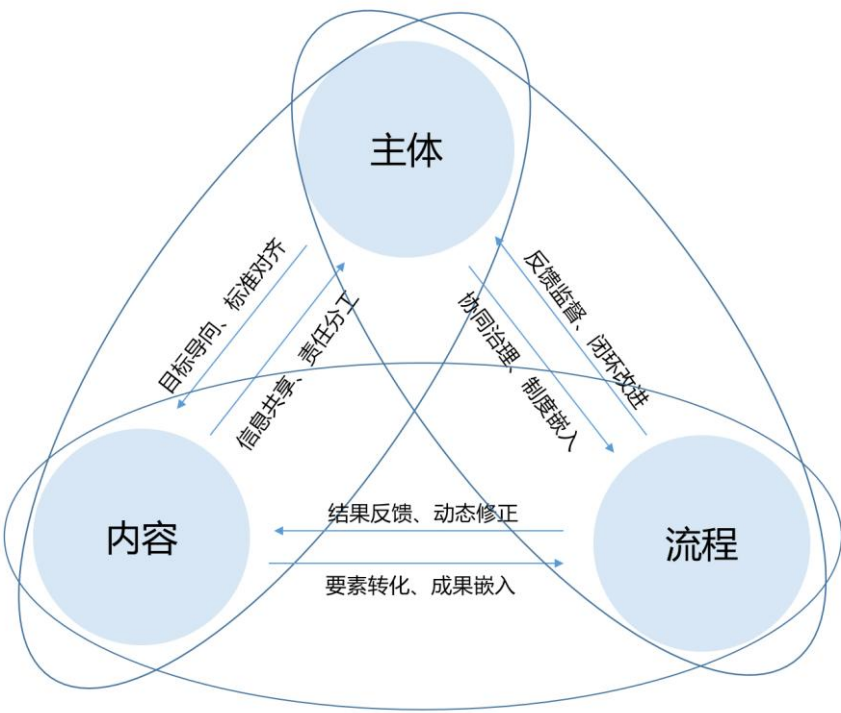 主体
目标导向、标准对齐
信息共享、责任分工
协同治理、制度嵌入
反馈监督、闭环改进
内容
结果反馈、动态修正
要素转化、成果嵌入
流程